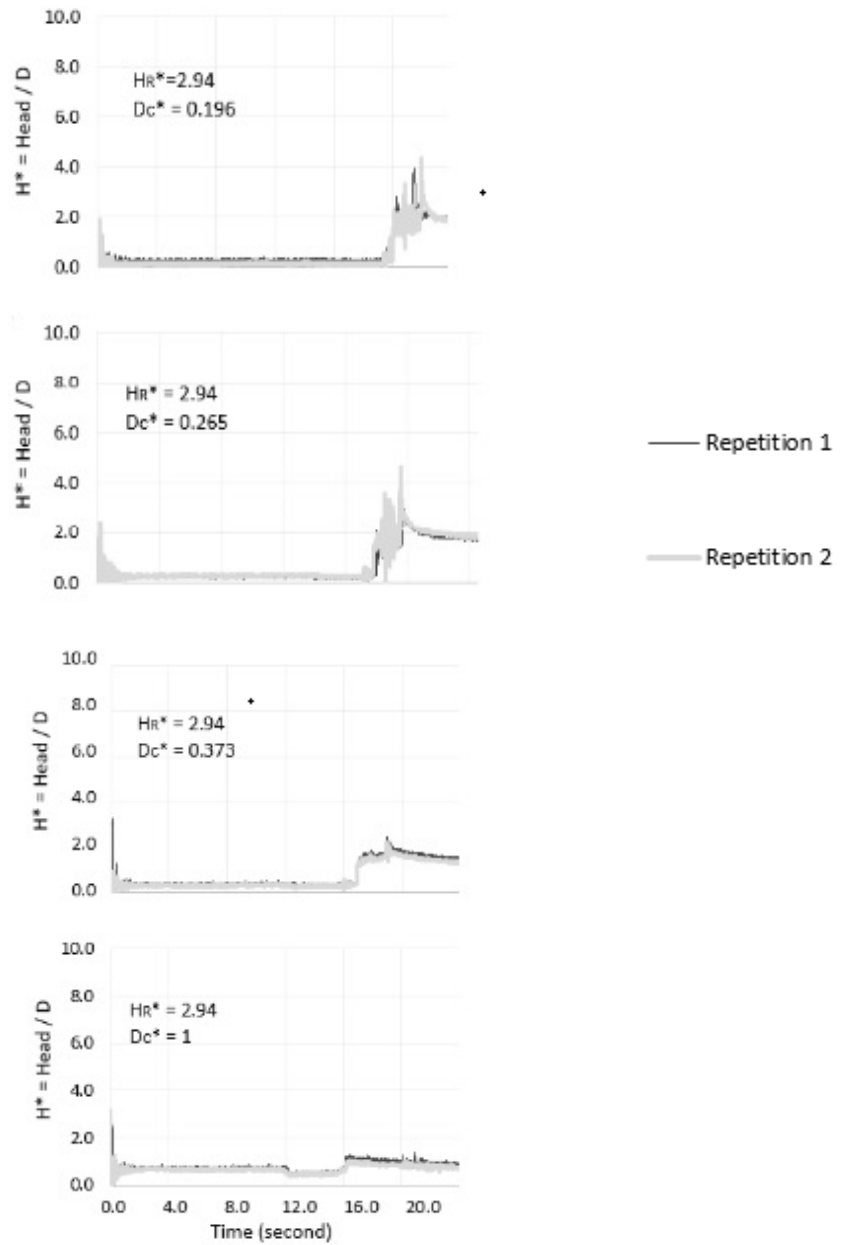 10.0
8.0
6.0
4.0
2.0
0.0
H* = Head / D
HR*=2.94
Dc* = 0.196
10.0
8.0
6.0
4.0
2.0
0.0
H* = Head / D
HR* = 2.94
Dc* = 0.265
Repetition 1
Repetition 2
10.0
8.0
6.0
4.0
2.0
0.0
H* = Head / D
HR* = 2.94
Dc* = 0.373
10.0
8.0
6.0
4.0
2.0
0.0
H* = Head / D
HR* = 2.94
Dc* = 1
0.0 4.0 8.0 12.0 16.0 20.0
Time (second)